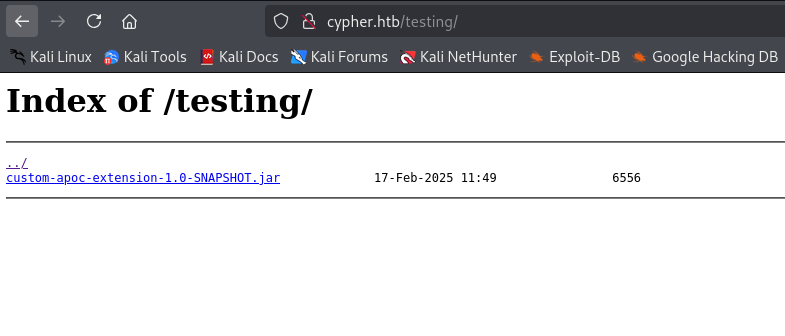 cypher.htb/testing/
Kali Linux Kali Tools Kali Docs Kali Forums Kali NetHunter Exploit-DB Google Hacking DB
Index of /testing/
../
custom-apoc-extension-1.0-SNAPSHOT.jar 17-Feb-2025 11:49 6556